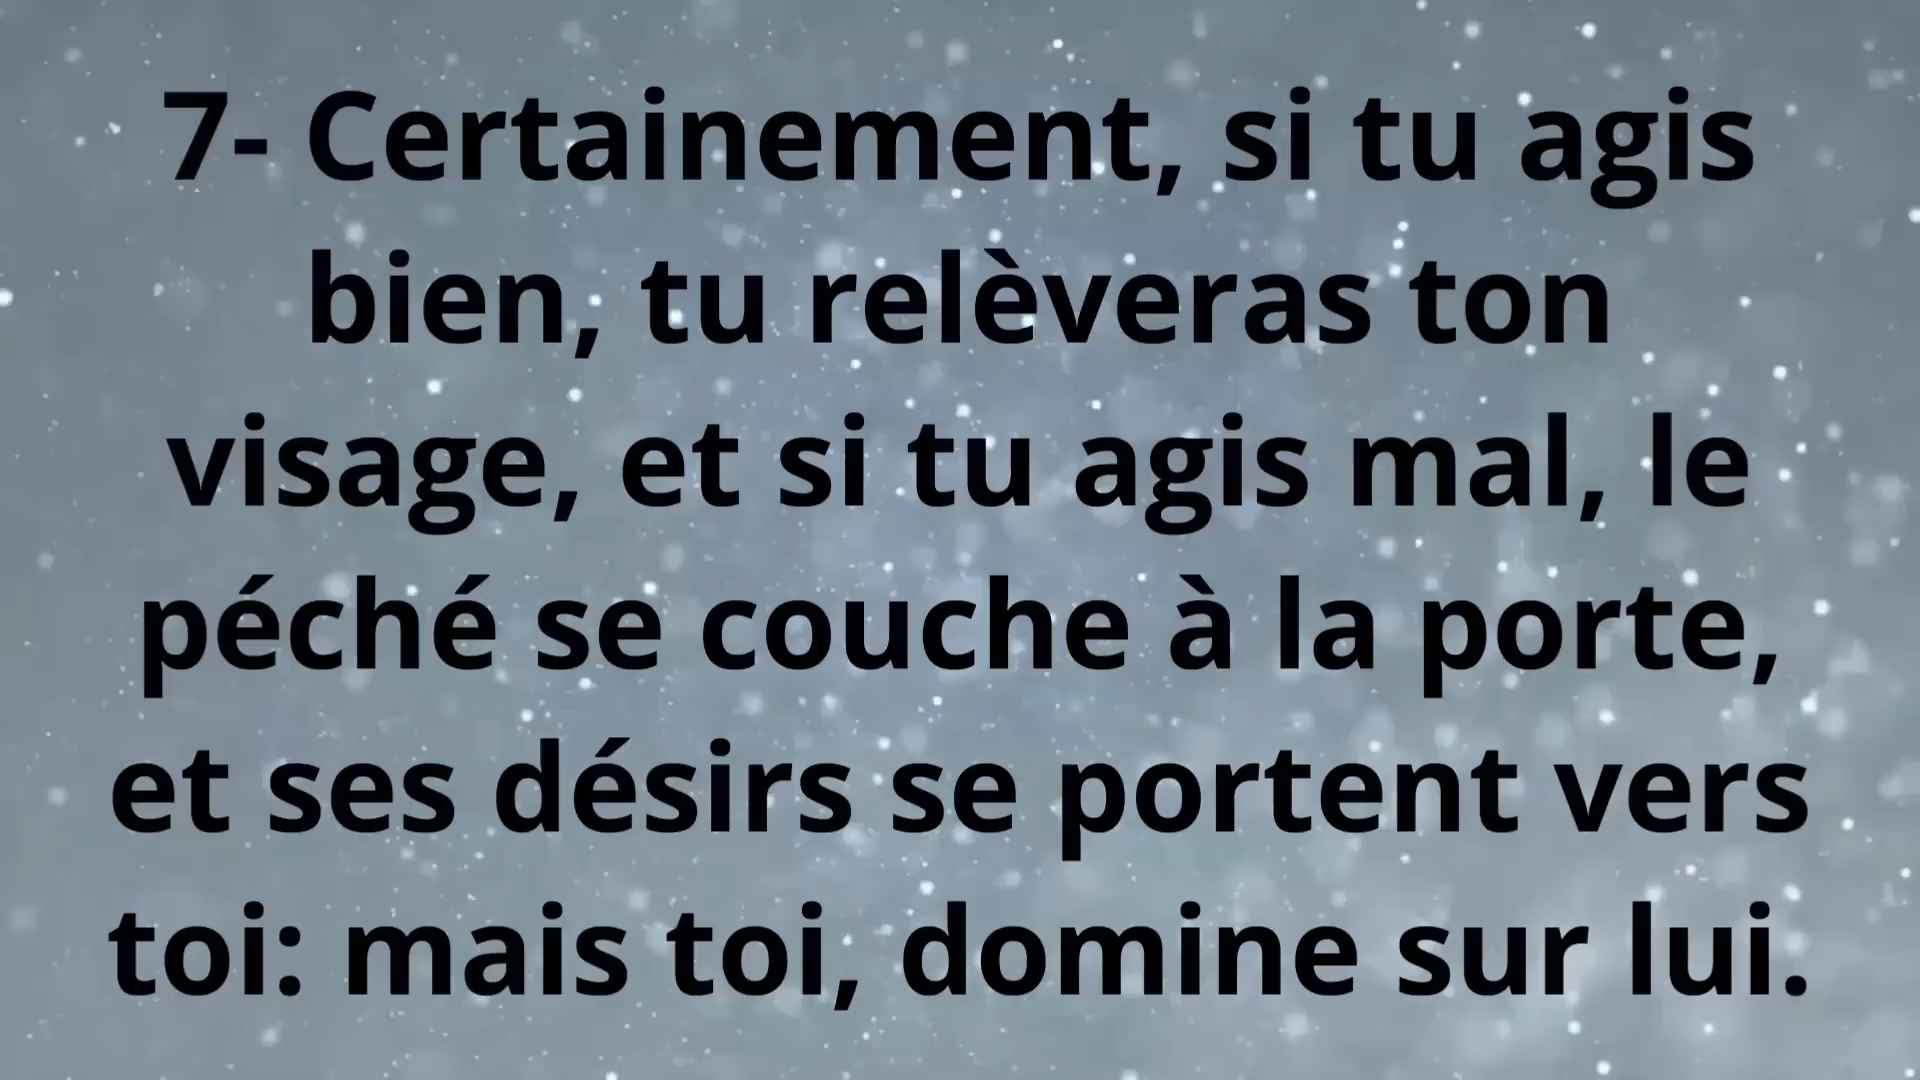 7- Certainement, si tu agis
bien, tu relèveras ton
visage, et si tu agis mal, le
péché se couche à la porte,
et ses désirs se portent vers
toi: mais toi, domine sur lui.